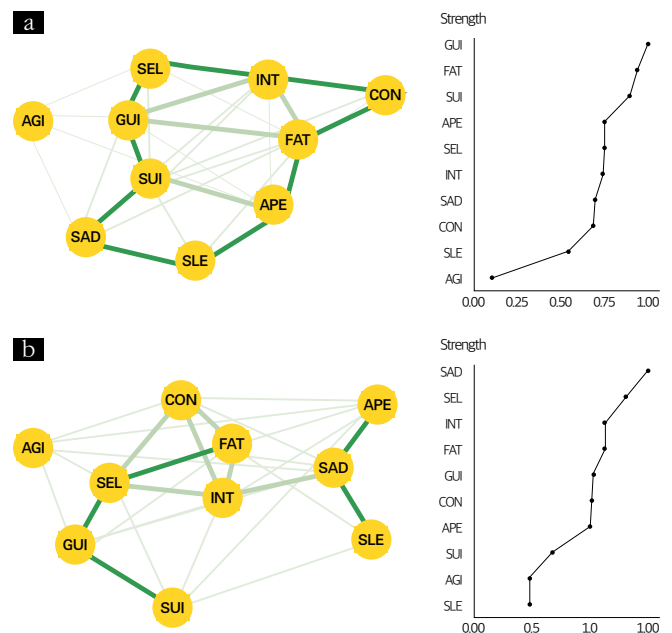 a
SEL
INT
CON
AGI
GUI
FAT
SUI
APE
SAD
SLE
Strength
GUI
FAT
SUI
APE
SEL
INT
SAD
CON
SLE
AGI
0.00 0.25 0.50 0.75 1.00
b
CON
APE
AGI
FAT
SEL
SAD
INT
GUI
SLE
SUI
Strength
SAD
SEL
INT
FAT
GUI
CON
APE
SUI
AGI
SLE
0.00 0.5 1.0 1.00